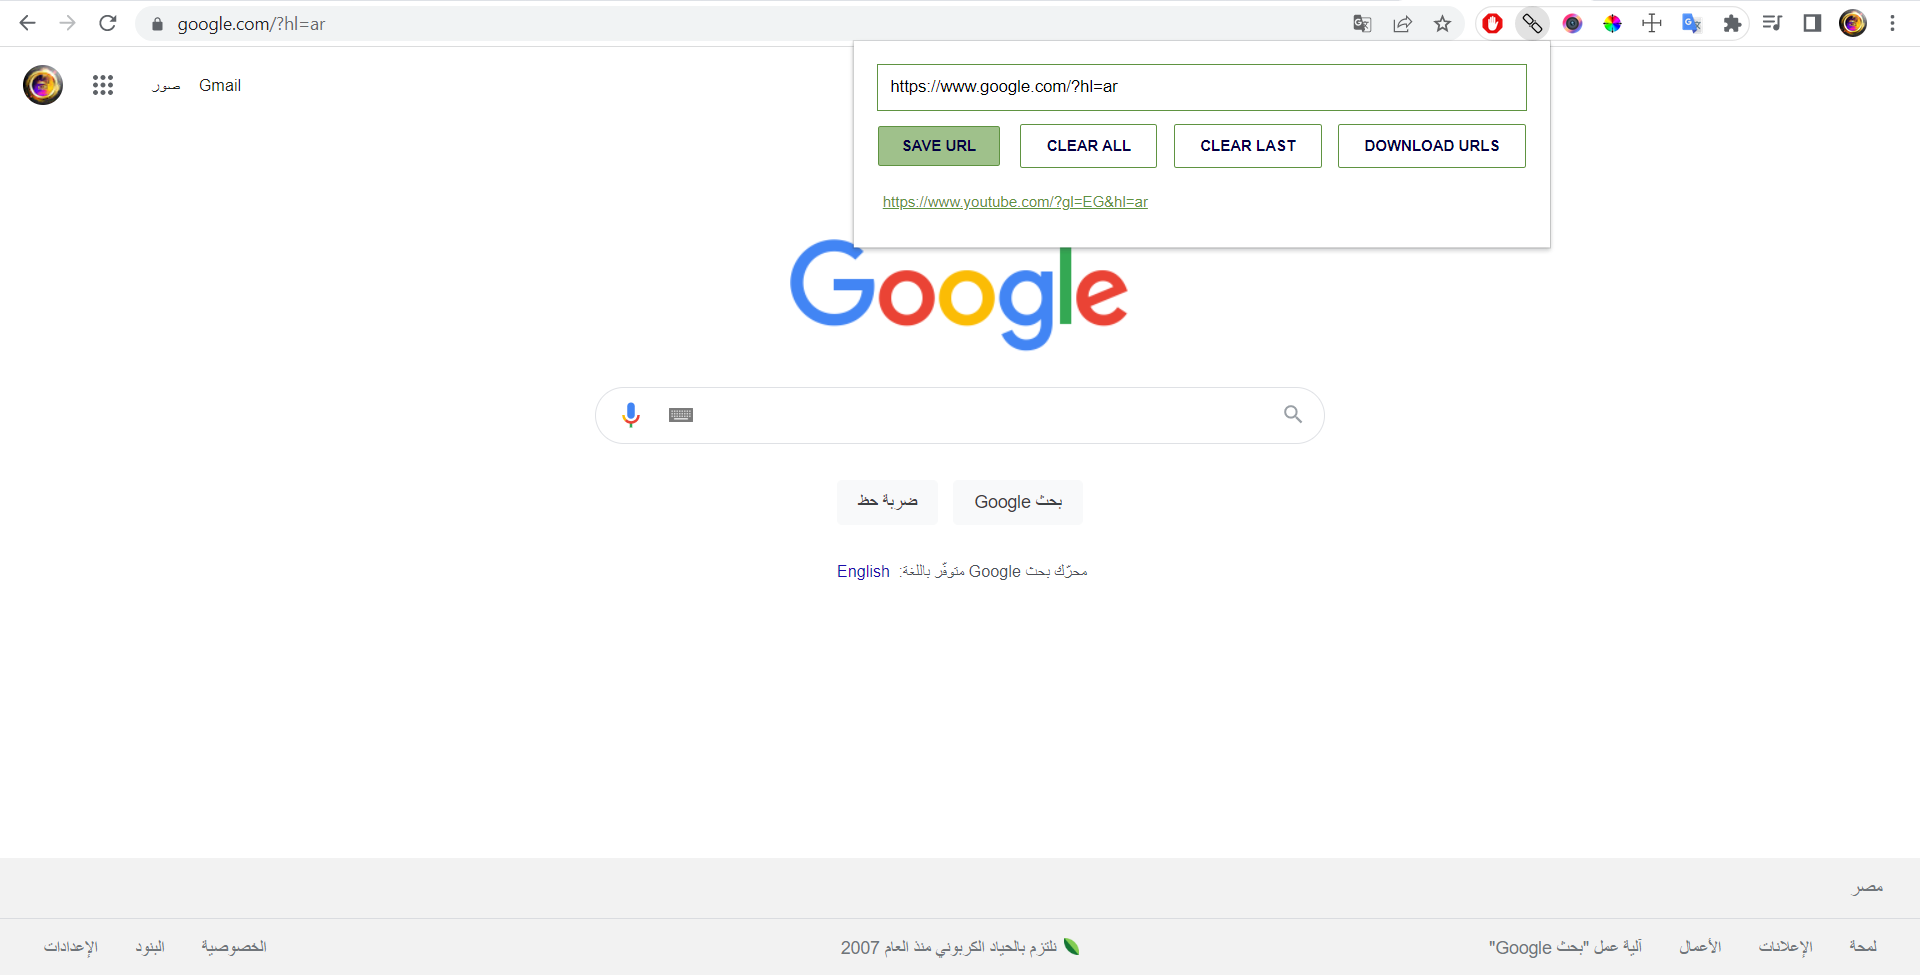 google.com/?hl=ar
صور
Gmail
https://www.google.com/?hl=ar
SAVE URL
CLEAR ALL
CLEAR LAST
DOWNLOAD URLS
https://www.youtube.com/?gl=EG&hl=ar
Google
بحث Google
ضربة حظ
محرّك بحث Google متوفّر باللغة: English
مصر
لمحة
الإعلانات
الأعمال
آلية عمل "بحث Google"
نلتزم بالحياد الكربوني منذ العام 2007
الخصوصية
البنود
الإعدادات